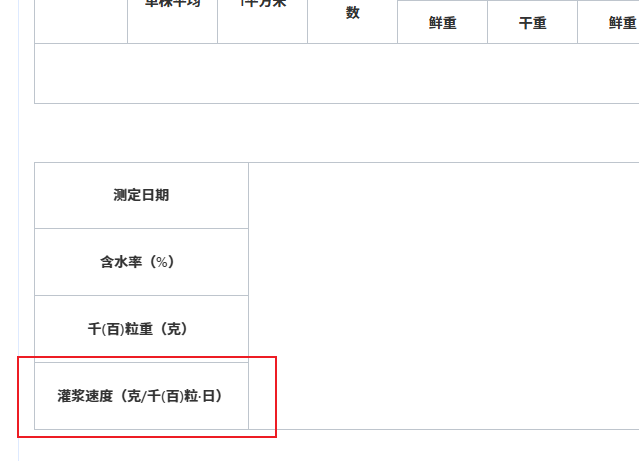 单株平均
1平方米
数
鲜重
干重
鲜重
测定日期
含水率（%）
千(百)粒重（克）
灌浆速度（克/千(百)粒·日）